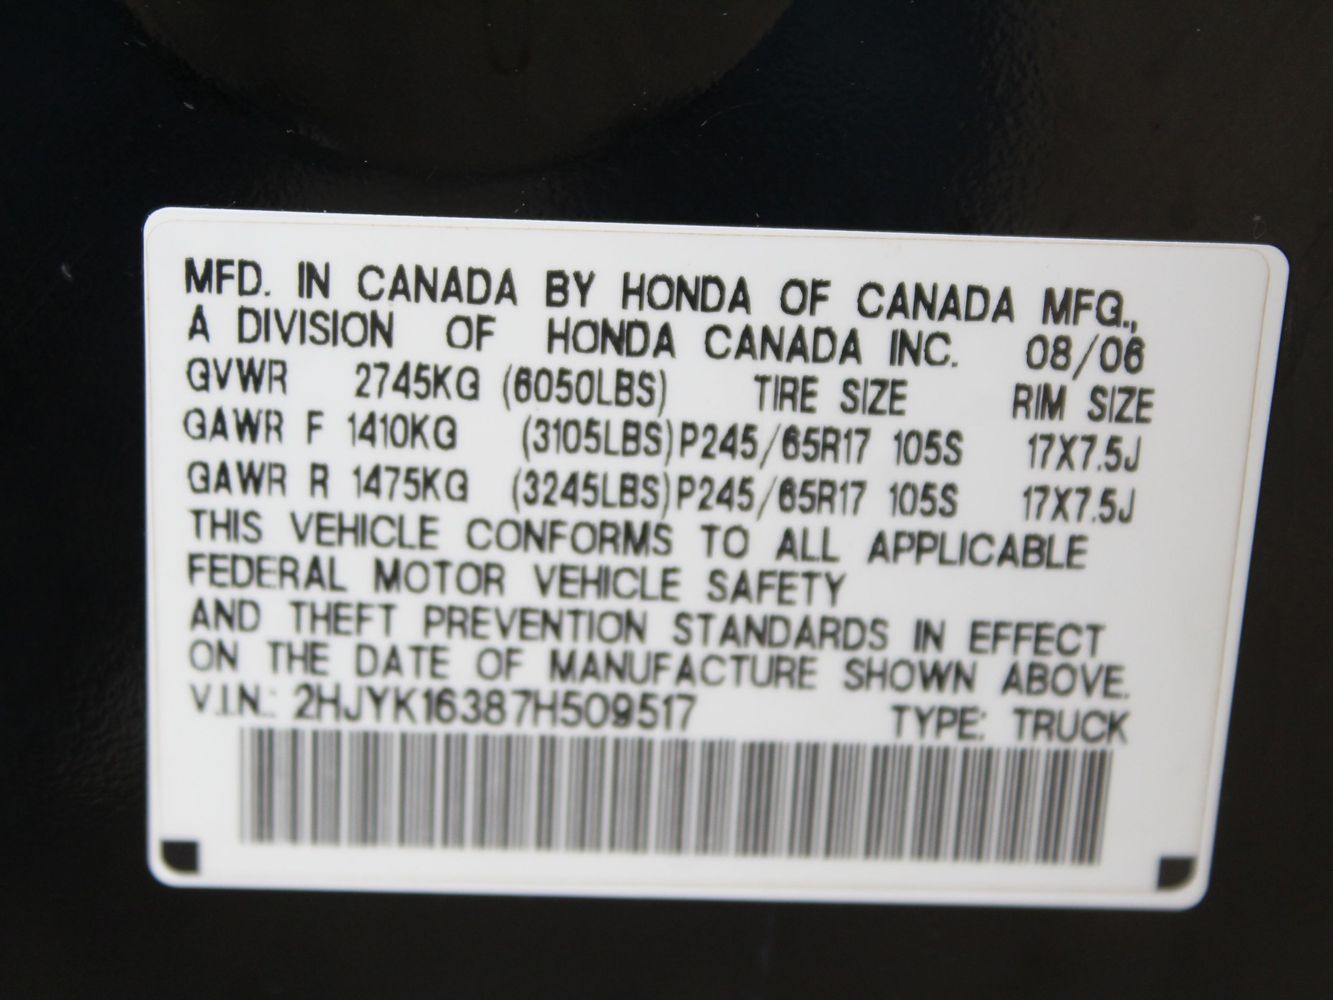 MFD. IN CANADA BY HONDA OF CANADA MFG.,
A DIVISION OF HONDA CANADA INC. 08/06
GVWR 2745KG (6050LBS) TIRE SIZE RIM SIZE
GAWR F 1410KG (3105LBS) P245/65R17 105S 17X7.5J
GAWR R 1475KG (3245LBS) P245/65R17 105S 17X7.5J
THIS VEHICLE CONFORMS TO ALL APPLICABLE
FEDERAL MOTOR VEHICLE SAFETY
AND THEFT PREVENTION STANDARDS IN EFFECT
ON THE DATE OF MANUFACTURE SHOWN ABOVE.
V.I.N.: 2HJYK16387H509517 TYPE: TRUCK